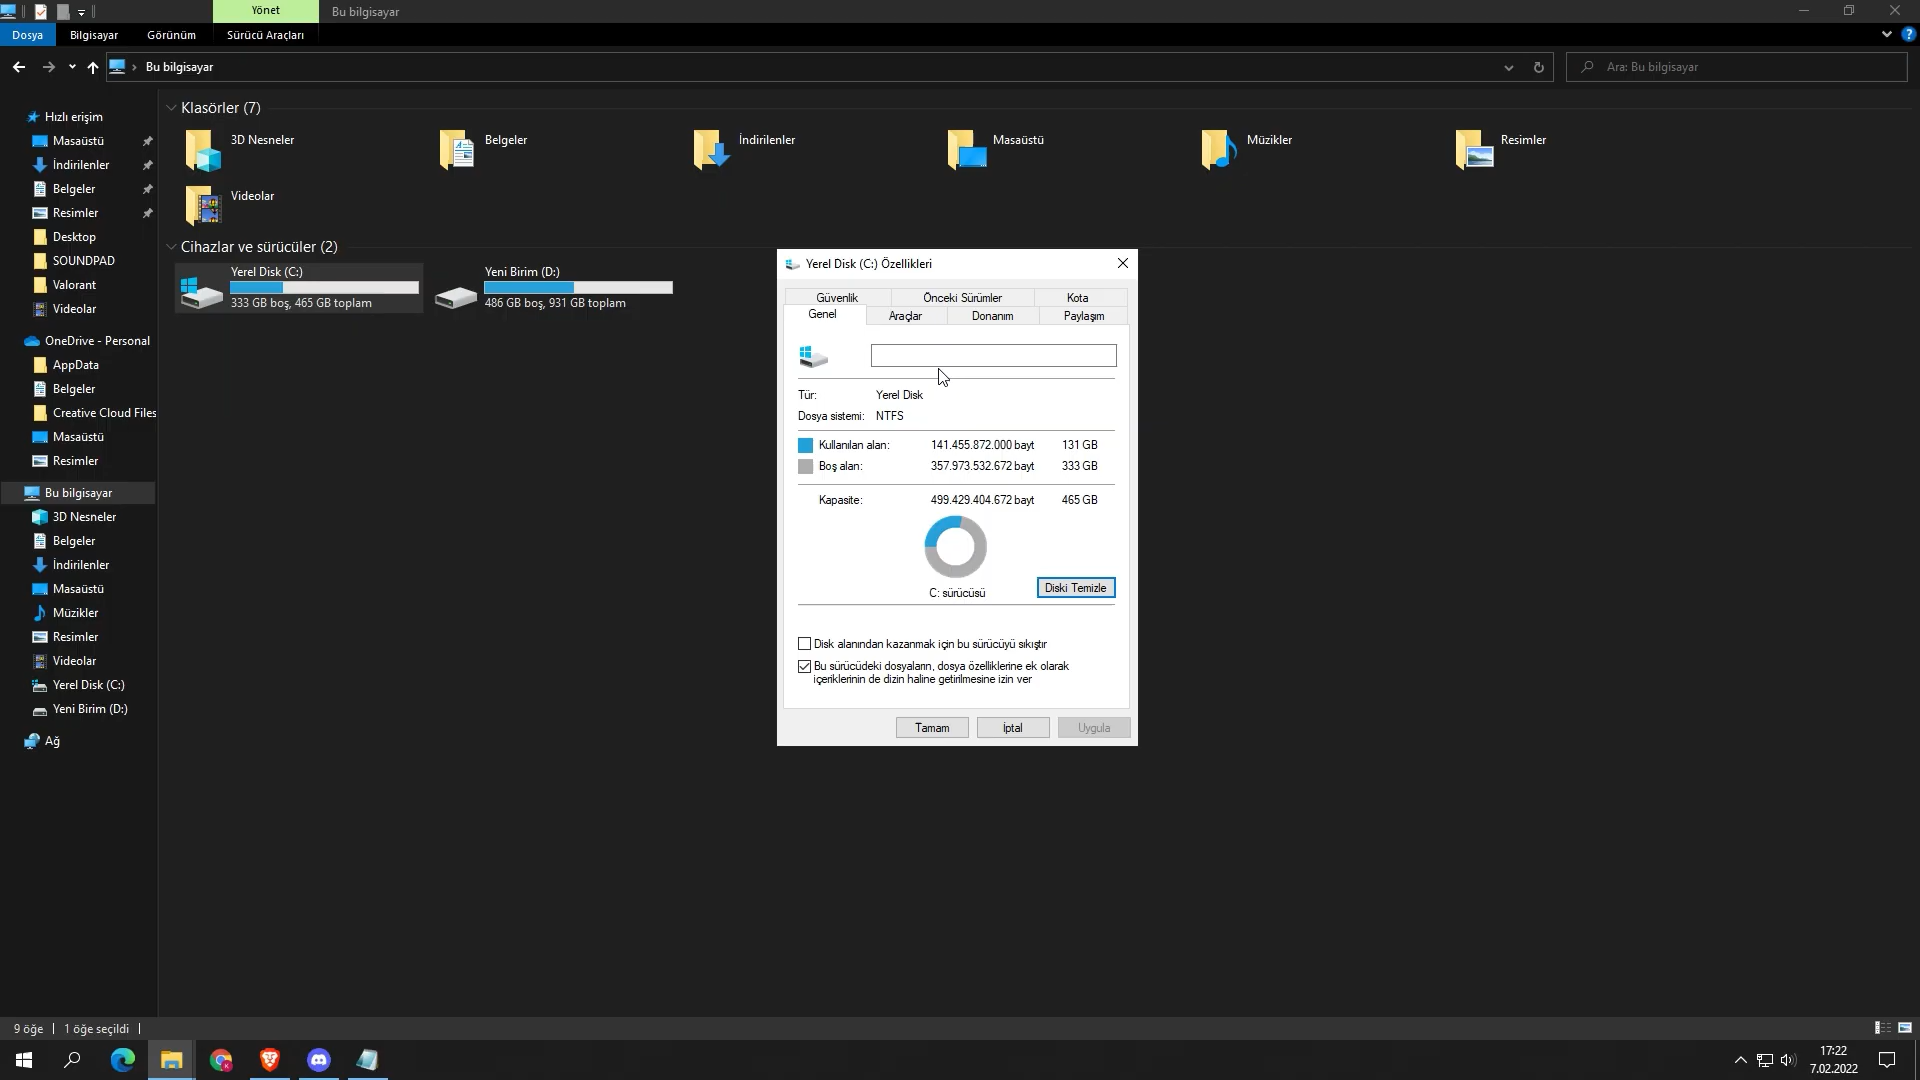 Yönet
Bu bilgisayar
Dosya
Bilgisayar
Görünüm
Sürücü Araçları
Bu bilgisayar
Ara: Bu bilgisayar
Hızlı erişim
Masaüstü
İndirilenler
Belgeler
Resimler
Desktop
SOUNDPAD
Valorant
Videolar
OneDrive - Personal
AppData
Belgeler
Creative Cloud Files
Masaüstü
Resimler
Bu bilgisayar
3D Nesneler
Belgeler
İndirilenler
Masaüstü
Müzikler
Resimler
Videolar
Yerel Disk (C:)
Yeni Birim (D:)
Ağ
Klasörler (7)
3D Nesneler
Belgeler
İndirilenler
Masaüstü
Müzikler
Resimler
Videolar
Cihazlar ve sürücüler (2)
Yerel Disk (C:)
333 GB boş, 465 GB toplam
Yeni Birim (D:)
486 GB boş, 931 GB toplam
Yerel Disk (C:) Özellikleri
Güvenlik
Önceki Sürümler
Kota
Genel
Araçlar
Donanım
Paylaşım
Tür: Yerel Disk
Dosya sistemi: NTFS
Kullanılan alan: 141.455.872.000 bayt 131 GB
Boş alan: 357.973.532.672 bayt 333 GB
Kapasite: 499.429.404.672 bayt 465 GB
C: sürücüsü
Diski Temizle
Disk alanından kazanmak için bu sürücüyü sıkıştır
Bu sürücüdeki dosyaların, dosya özelliklerine ek olarak
içeriklerinin de dizin haline getirilmesine izin ver
Tamam
İptal
Uygula
9 öğe
1 öğe seçildi
17:22
7.02.2022